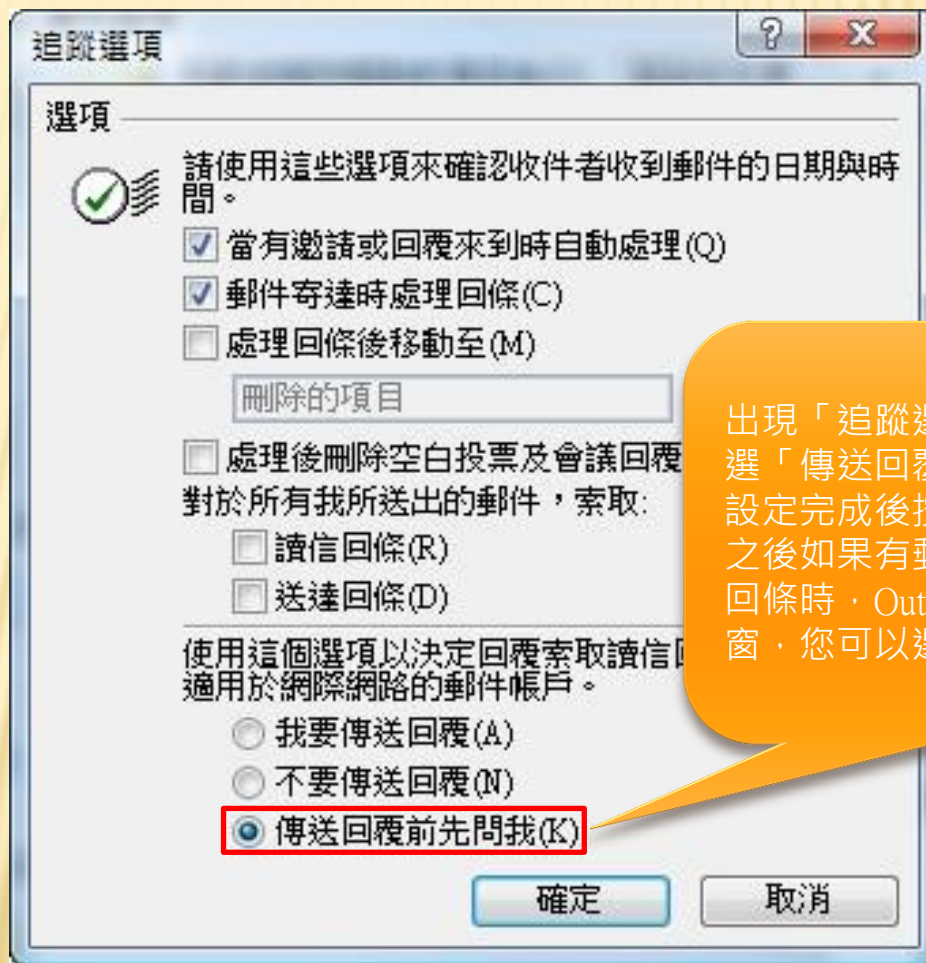 追蹤選項
選項
請使用這些選項來確認收件者收到郵件的日期與時
間。
當有邀請或回覆來到時自動處理(Q)
郵件寄達時處理回條(C)
處理回條後移動至(M)
刪除的項目
處理後刪除空白投票及會議回覆
對於所有我所送出的郵件，索取:
讀信回條(R)
送達回條(D)
使用這個選項以決定回覆索取讀信
適用於網際網路的郵件帳戶。
我要傳送回覆(A)
不要傳送回覆(N)
傳送回覆前先問我(K)
確定
取消
出現「追蹤
選「傳送回
設定完成後
之後如果有
回條時，Out
窗，您可以